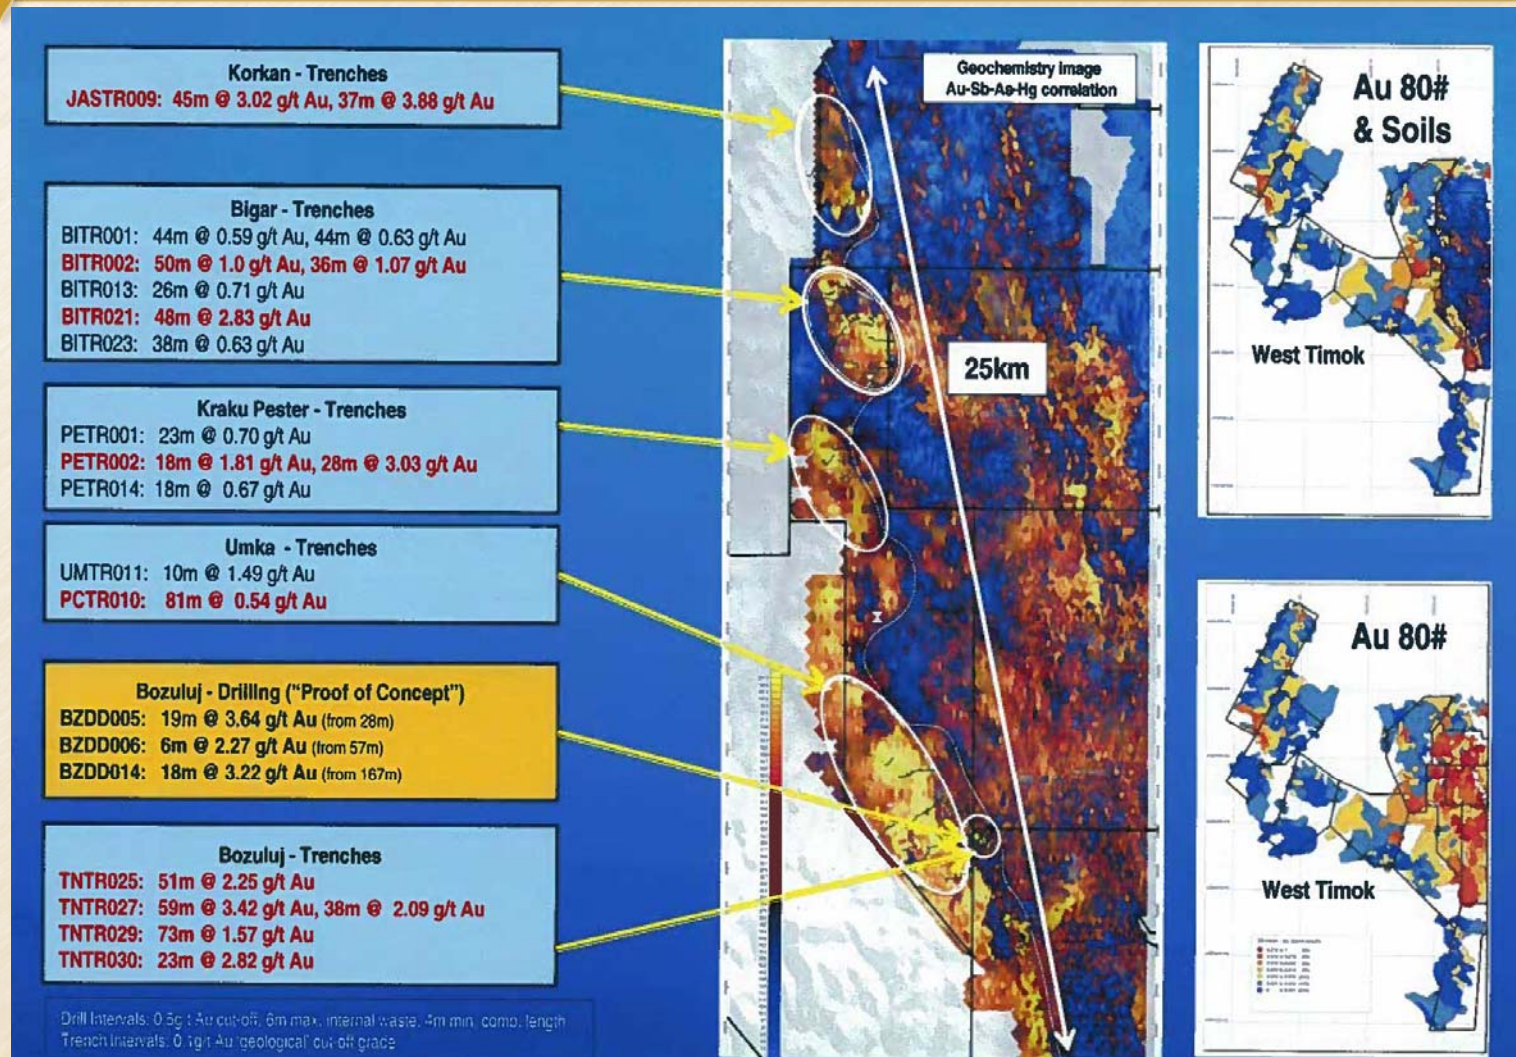 Korkan - Trenches
JASTR009: 45m @ 3.02 g/t Au, 37m @ 3.88 g/t Au
Bigar - Trenches
BITR001: 44m @ 0.59 g/t Au, 44m @ 0.63 g/t Au
BITR002: 50m @ 1.0 g/t Au, 36m @ 1.07 g/t Au
BITR013: 26m @ 0.71 g/t Au
BITR021: 48m @ 2.83 g/t Au
BITR023: 38m @ 0.63 g/t Au
Kraku Pester - Trenches
PETR001: 23m @ 0.70 g/t Au
PETR002: 18m @ 1.81 g/t Au, 28m @ 3.03 g/t Au
PETR014: 18m @ 0.67 g/t Au
Umka - Trenches
UMTR011: 10m @ 1.49 g/t Au
PCTR010: 81m @ 0.54 g/t Au
Bozuluj - Drilling ("Proof of Concept")
BZDD005: 19m @ 3.64 g/t Au (from 28m)
BZDD006: 6m @ 2.27 g/t Au (from 57m)
BZDD014: 18m @ 3.22 g/t Au (from 167m)
Bozuluj - Trenches
TNTR025: 51m @ 2.25 g/t Au
TNTR027: 59m @ 3.42 g/t Au, 38m @ 2.09 g/t Au
TNTR029: 73m @ 1.57 g/t Au
TNTR030: 23m @ 2.82 g/t Au
Drill Intervals: 0.5g t Au cut-off, 6m max. internal waste, 4m min. comp. length
Trench Intervals: 0.1g/t Au 'geological' cut-off grade
Geochemistry image
Au-Sb-As-Hg correlation
25km
Au 80#
& Soils
West Timok
Au 80#
West Timok